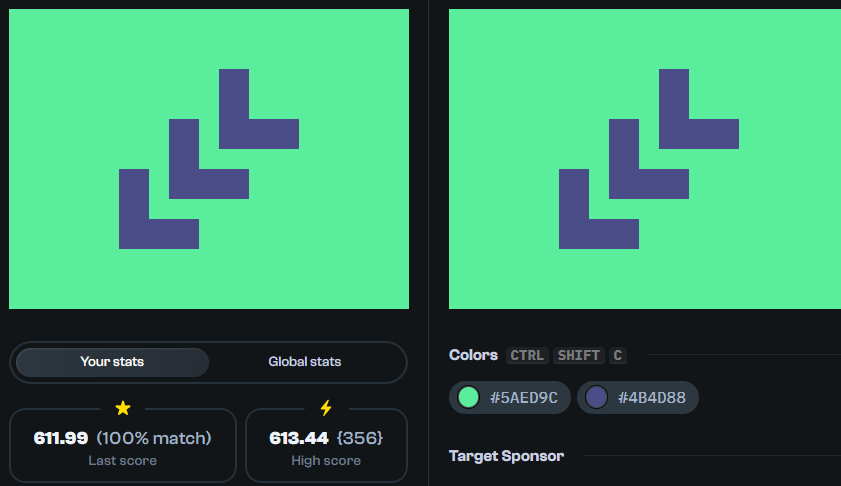 Your stats
Global stats
611.99 (100% match)
Last score
613.44 {356}
High score
Colors CTRL SHIFT C
#5AED9C
#4B4D88
Target Sponsor